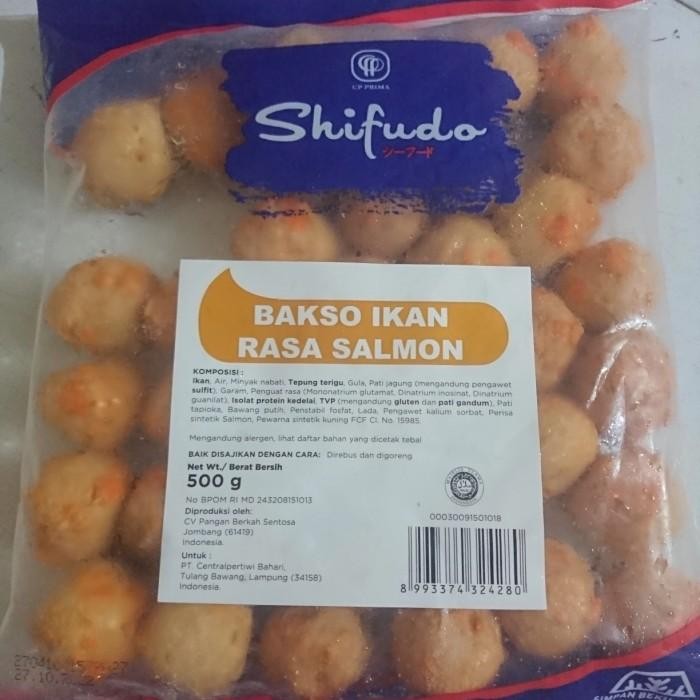 CP PRIMA
Shifudo
シーフード
BAKSO IKAN
RASA SALMON
KOMPOSISI :
Ikan, Air, Minyak nabati, Tepung terigu, Gula, Pati jagung (mengandung pengawet
sulfit), Garam, Penguat rasa (Mononatrium glutamat, Dinatrium inosinat, Dinatrium
guanilat), Isolat protein kedelai, TVP (mengandung gluten dan pati gandum), Pati
tapioka, Bawang putih, Penstabil fosfat, Lada, Pengawet kalium sorbat, Perisa
sintetik Salmon, Pewarna sintetik kuning FCF CI. No. 15985.
Mengandung alergen, lihat daftar bahan yang dicetak tebal
BAIK DISAJIKAN DENGAN CARA: Direbus dan digoreng
Net Wt./ Berat Bersih
500 g
No BPOM RI MD 243208151013
Diproduksi oleh:
CV Pangan Berkah Sentosa
Jombang (61419)
Indonesia.
Untuk :
PT. Centralpertiwi Bahari,
Tulang Bawang, Lampung (34158)
Indonesia.
00030091501018
8 993374 324280
SIMPAN